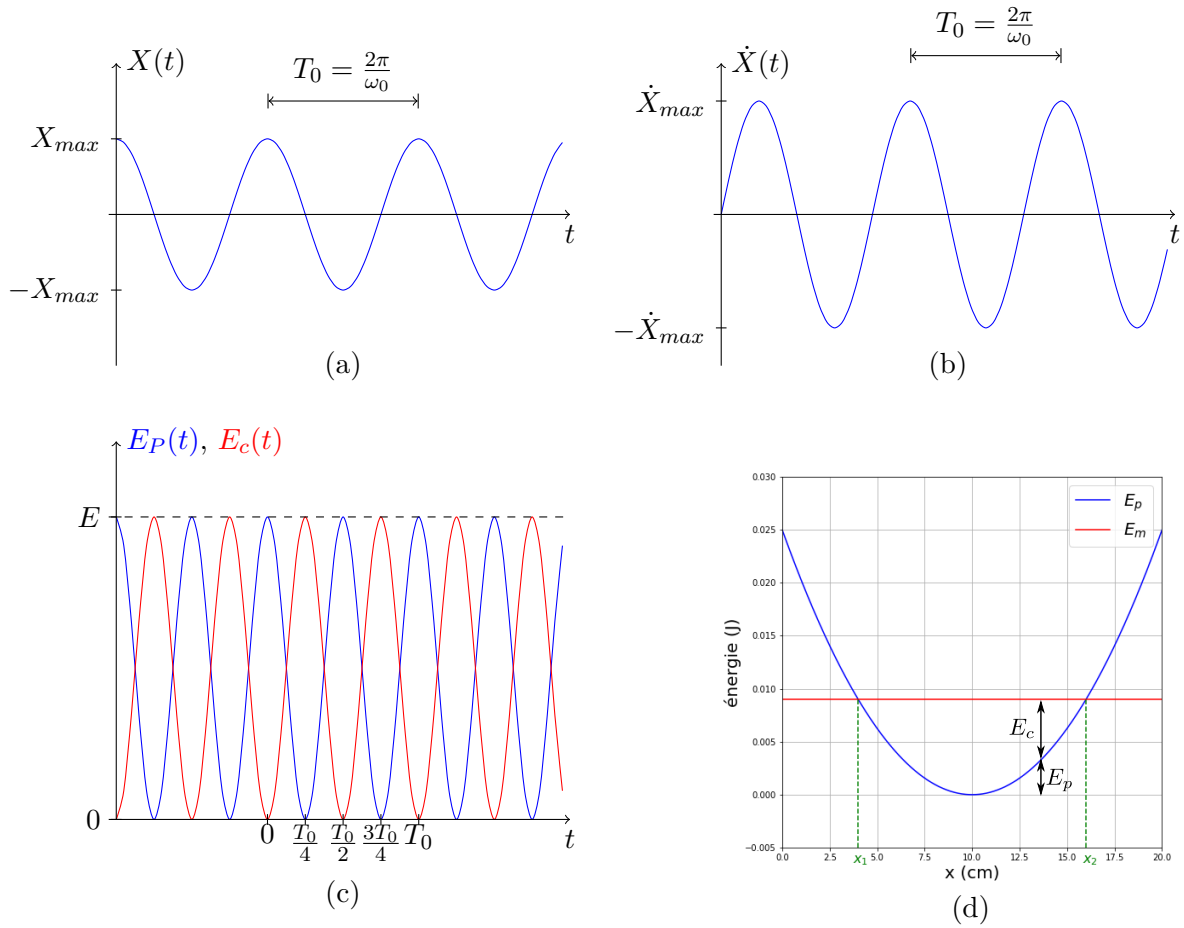 X(t)
T₀ = 2π/ω₀
X_max
−X_max
t
(a)
Ẋ(t)
T₀ = 2π/ω₀
Ẋ_max
−Ẋ_max
t
(b)
E_P(t), E_c(t)
E
0
0 T₀/4 T₀/2 3T₀/4 T₀
t
(c)
énergie (J)
0.030
0.025
0.020
0.015
0.010
0.005
0.000
−0.005
E_p
E_m
E_c
E_p
0.0 2.5 5.0 7.5 10.0 12.5 15.0 17.5 20.0
x₁ x₂
x (cm)
(d)